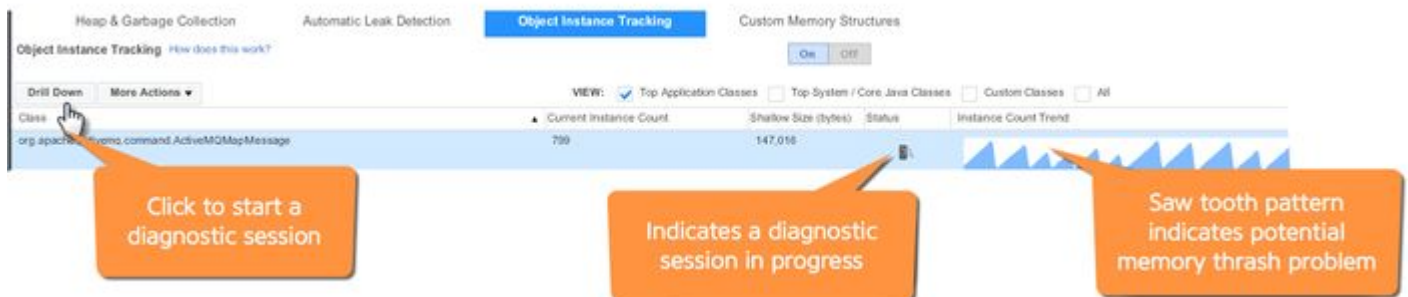 Heap & Garbage Collection Automatic Leak Detection Object Instance Tracking Custom Memory Structures
Object Instance Tracking How does this work? On Off
Drill Down More Actions ▾ VIEW: Top Application Classes Top System / Core Java Classes Custom Classes All
Class ▲ Current Instance Count Shallow Size (bytes) Status Instance Count Trend
command.ActiveMQMapMessage 799 147,016
Click to start a
diagnostic session
Indicates a diagnostic
session in progress
Saw tooth pattern
indicates potential
memory thrash problem